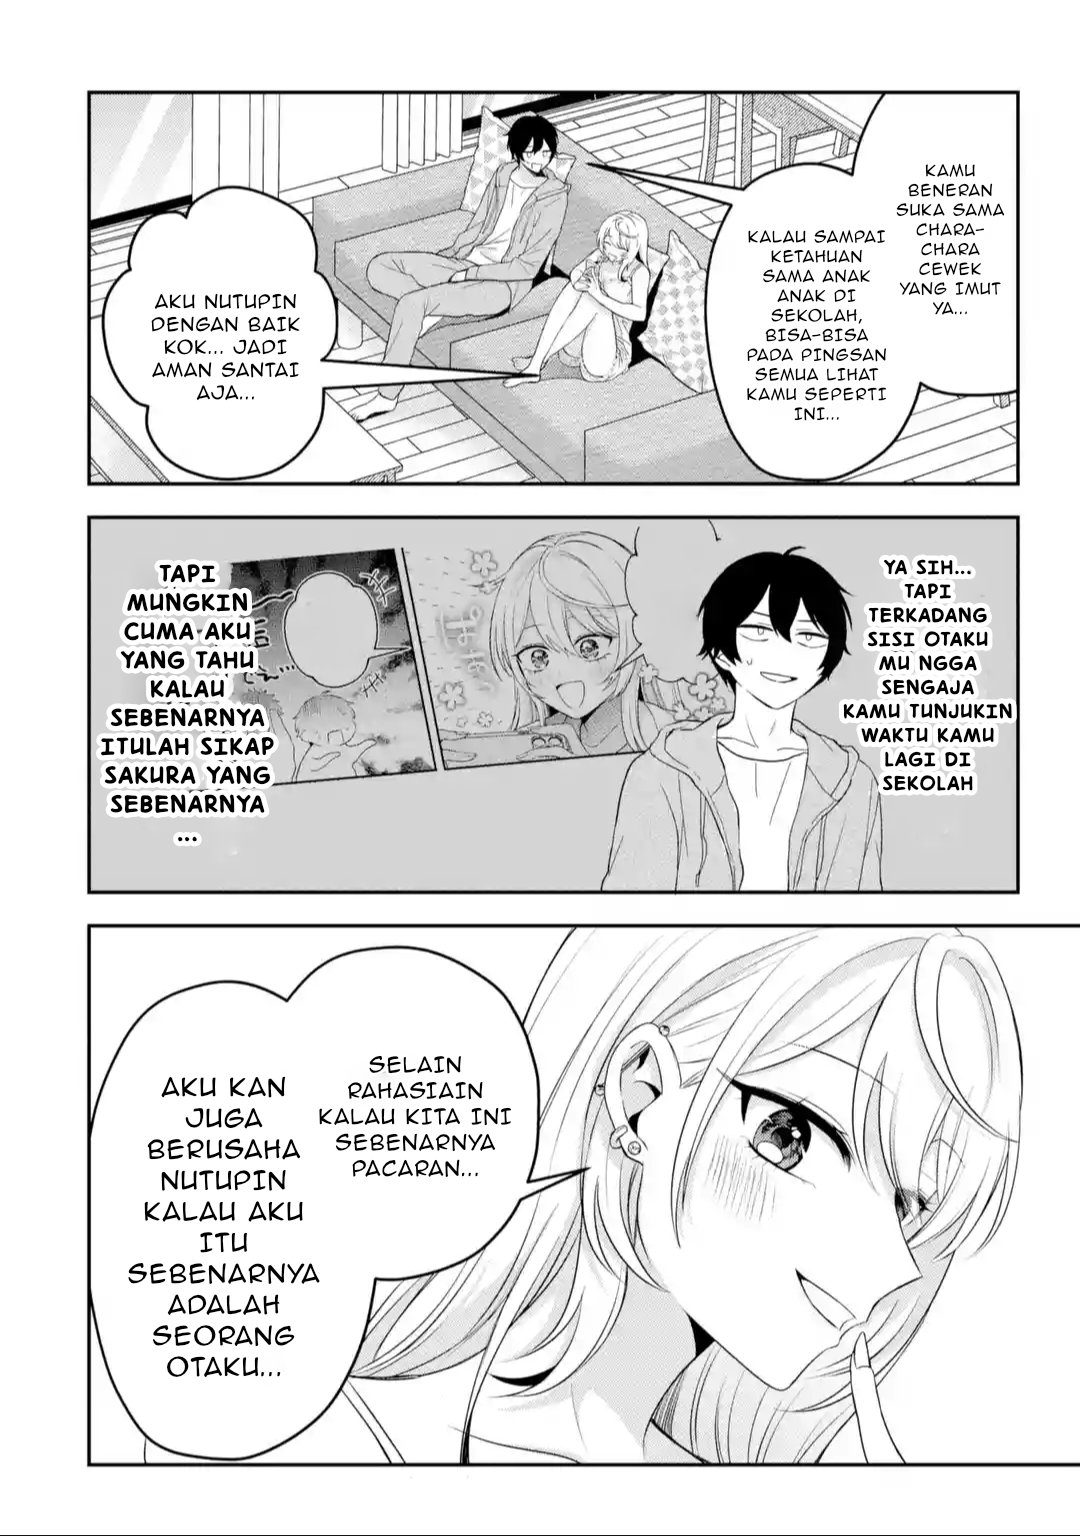 KAMU
BENERAN
SUKA SAMA
CHARA-
CHARA
CEWEK
YANG IMUT
YA...
KALAU SAMPAI
KETAHUAN
SAMA ANAK
ANAK DI
SEKOLAH,
BISA-BISA
PADA PINGSAN
SEMUA LIHAT
KAMU SEPERTI
INI...
AKU NUTUPIN
DENGAN BAIK
KOK... JADI
AMAN SANTAI
AJA...
YA SIH...
TAPI
TERKADANG
SISI OTAKU
MU NGGA
SENGAJA
KAMU TUNJUKIN
WAKTU KAMU
LAGI DI
SEKOLAH
TAPI
MUNGKIN
CUMA AKU
YANG TAHU
KALAU
SEBENARNYA
ITULAH SIKAP
SAKURA YANG
SEBENARNYA
...
SELAIN
RAHASIAIN
KALAU KITA INI
SEBENARNYA
PACARAN...
AKU KAN
JUGA
BERUSAHA
NUTUPIN
KALAU AKU
ITU
SEBENARNYA
ADALAH
SEORANG
OTAKU...